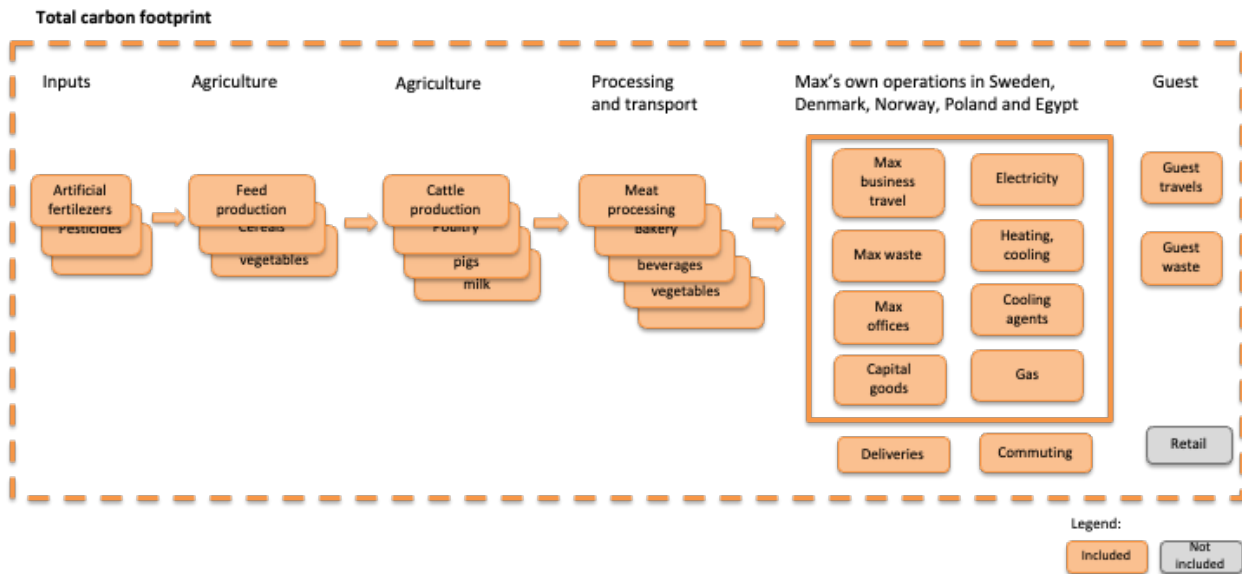 Total carbon footprint
Inputs
Agriculture
Agriculture
Processing
and transport
Max's own operations in Sweden,
Denmark, Norway, Poland and Egypt
Guest
Artificial
fertilezers
Pesticides
Feed
production
Cereals
vegetables
Cattle
production
Poultry
pigs
milk
Meat
processing
Bakery
beverages
vegetables
Max
business
travel
Electricity
Max waste
Heating,
cooling
Max
offices
Cooling
agents
Capital
goods
Gas
Deliveries
Commuting
Guest
travels
Guest
waste
Retail
Legend:
Included
Not
included